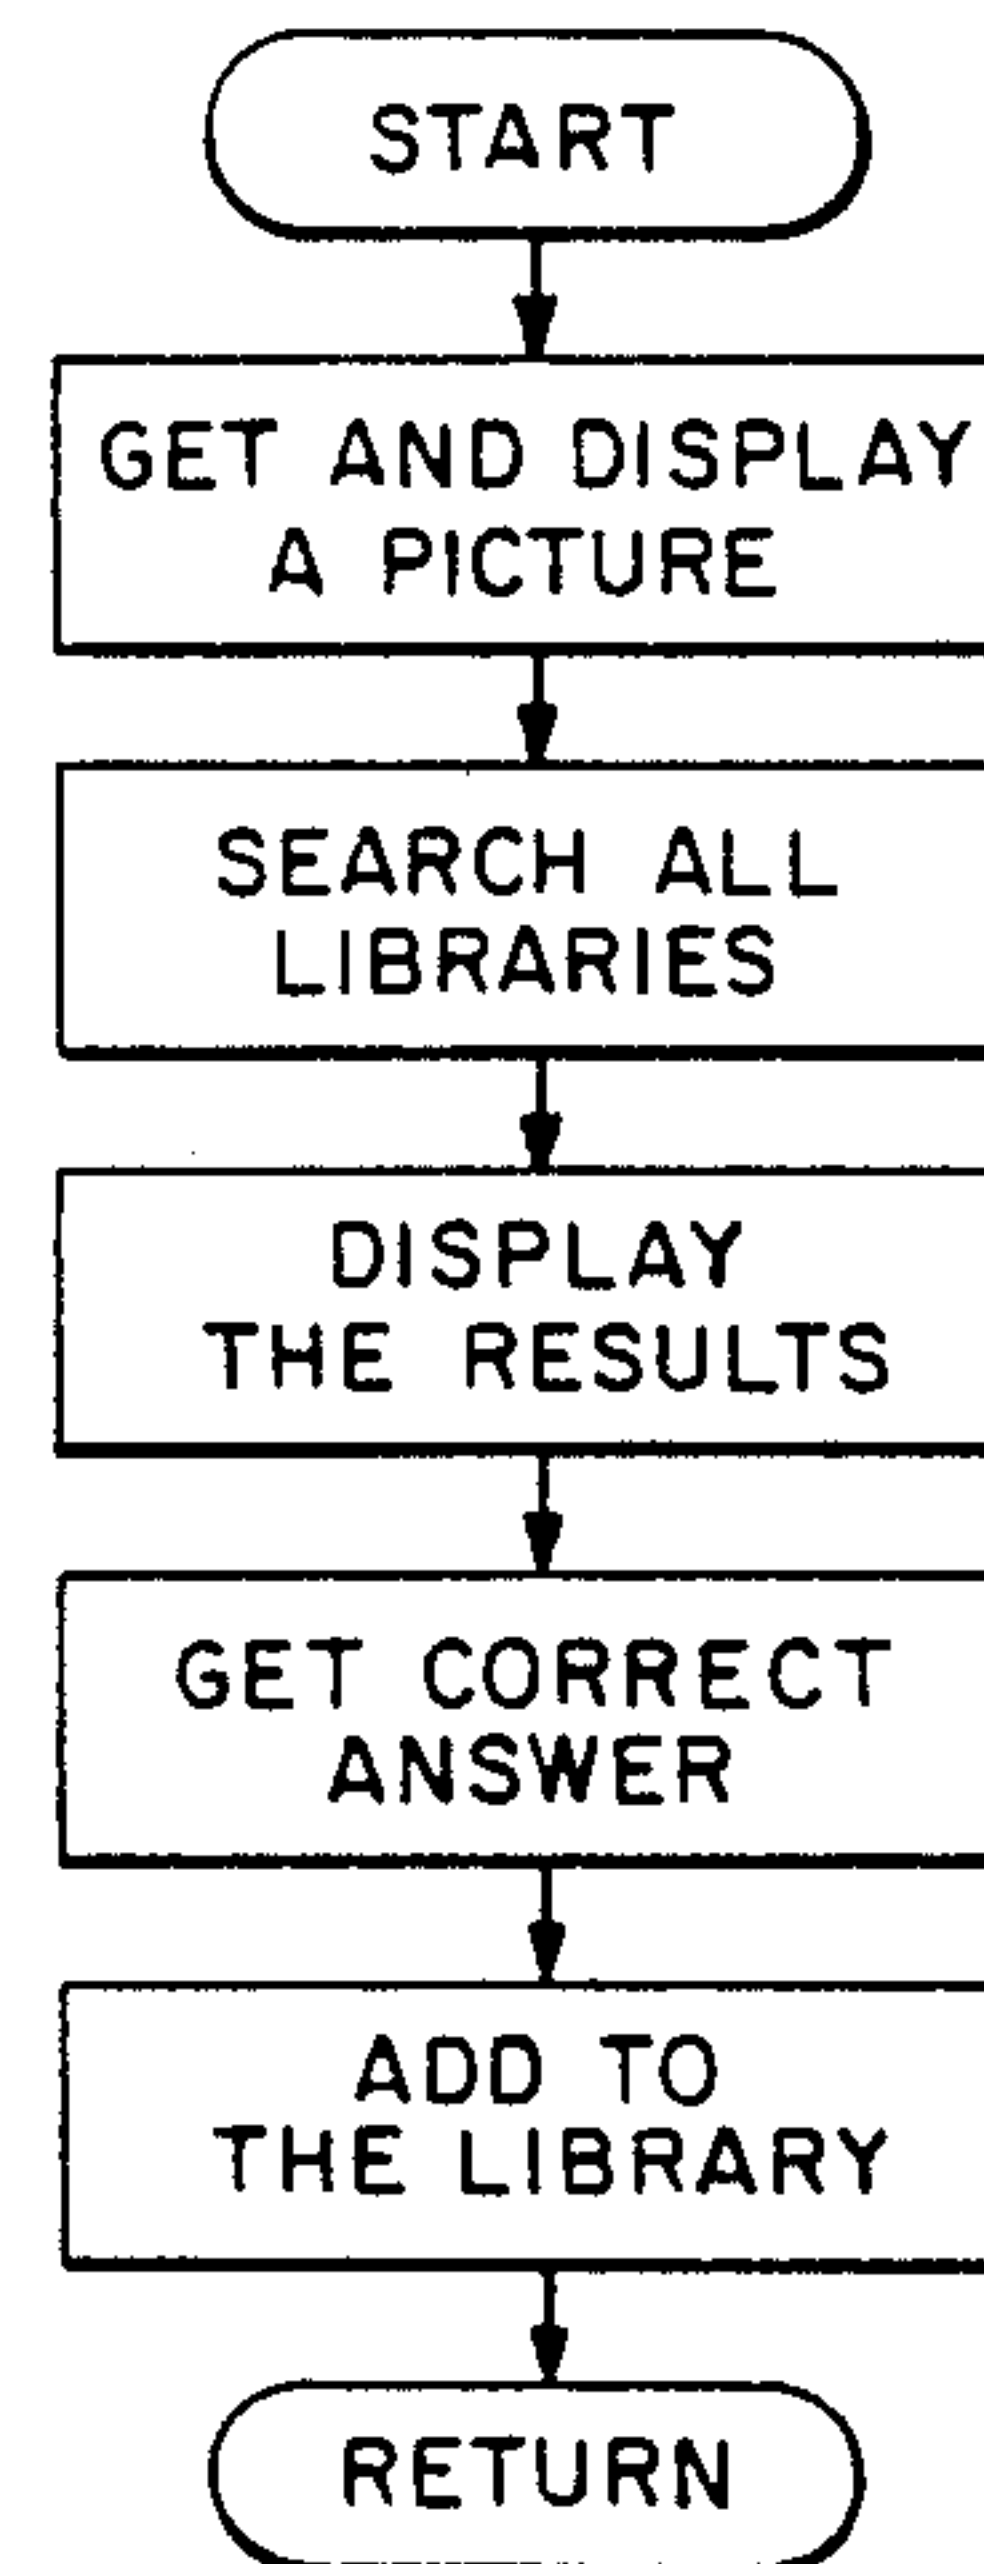 START
GET AND DISPLAY
A PICTURE
SEARCH ALL
LIBRARIES
DISPLAY
THE RESULTS
GET CORRECT
ANSWER
ADD TO
THE LIBRARY
RETURN